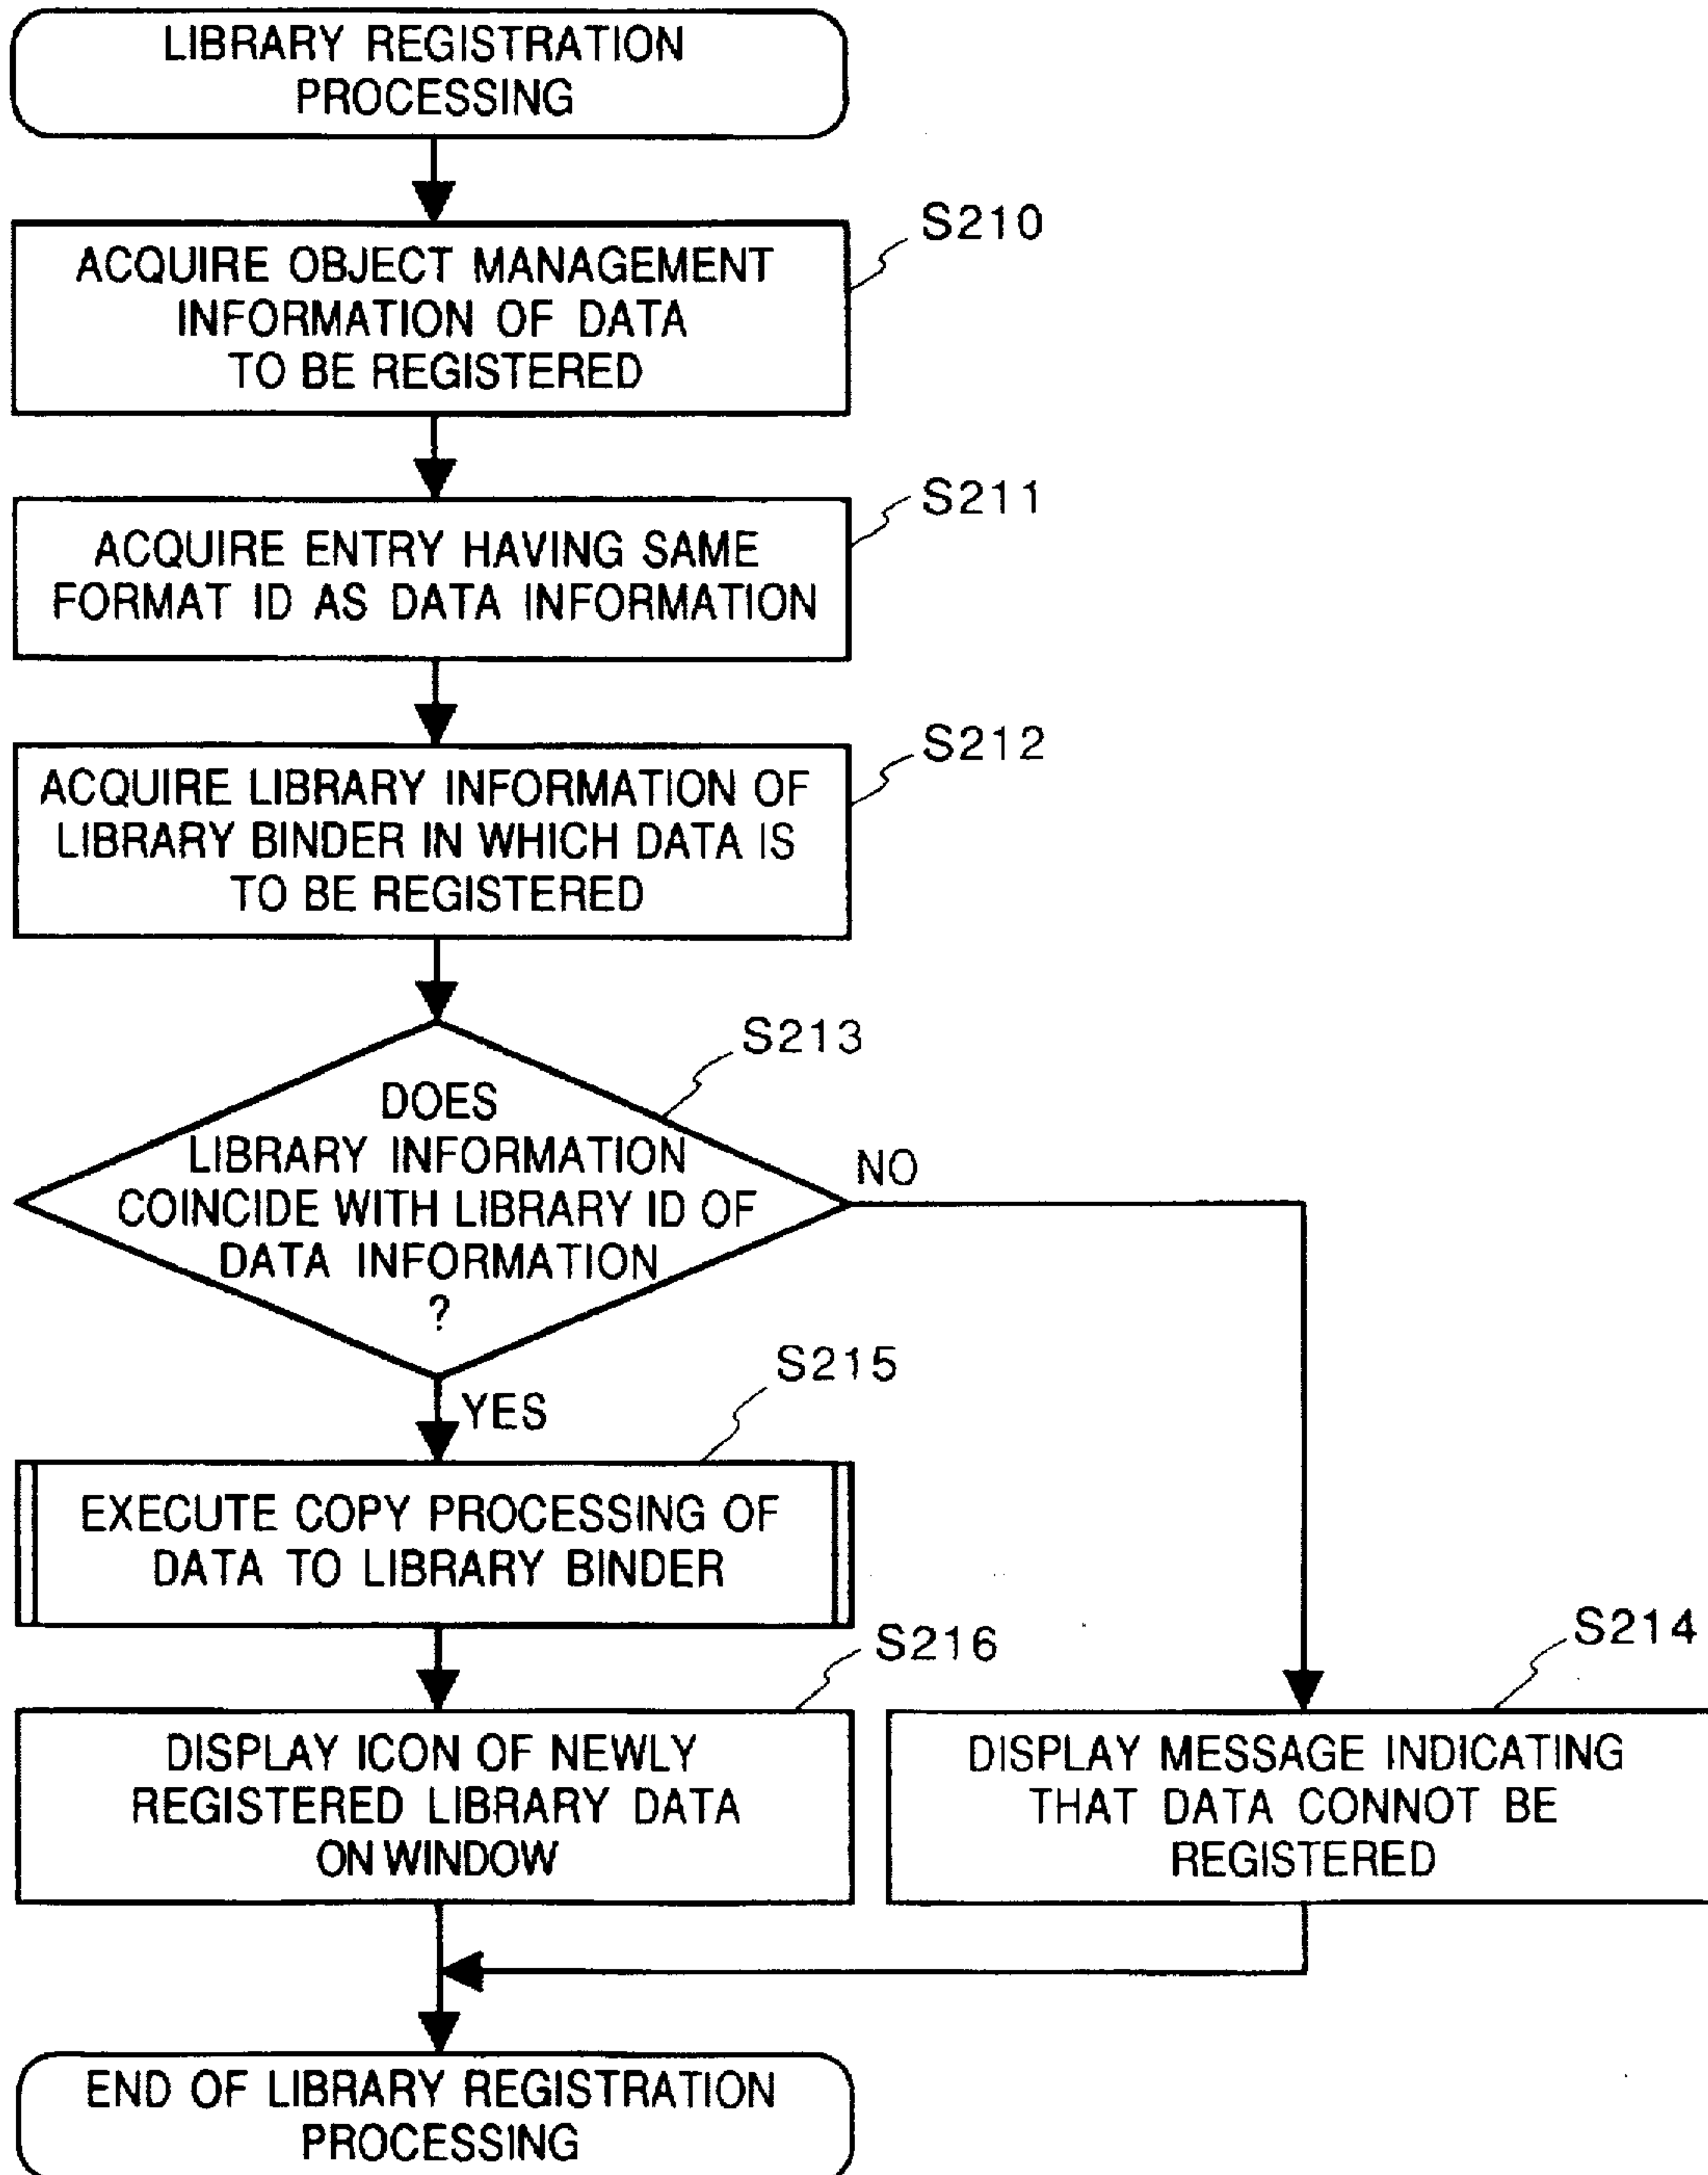 LIBRARY REGISTRATION
PROCESSING
S210
ACQUIRE OBJECT MANAGEMENT
INFORMATION OF DATA
TO BE REGISTERED
S211
ACQUIRE ENTRY HAVING SAME
FORMAT ID AS DATA INFORMATION
S212
ACQUIRE LIBRARY INFORMATION OF
LIBRARY BINDER IN WHICH DATA IS
TO BE REGISTERED
S213
DOES
LIBRARY INFORMATION
COINCIDE WITH LIBRARY ID OF
DATA INFORMATION
?
NO
YES
S215
EXECUTE COPY PROCESSING OF
DATA TO LIBRARY BINDER
S216
DISPLAY ICON OF NEWLY
REGISTERED LIBRARY DATA
ON WINDOW
S214
DISPLAY MESSAGE INDICATING
THAT DATA CONNOT BE
REGISTERED
END OF LIBRARY REGISTRATION
PROCESSING